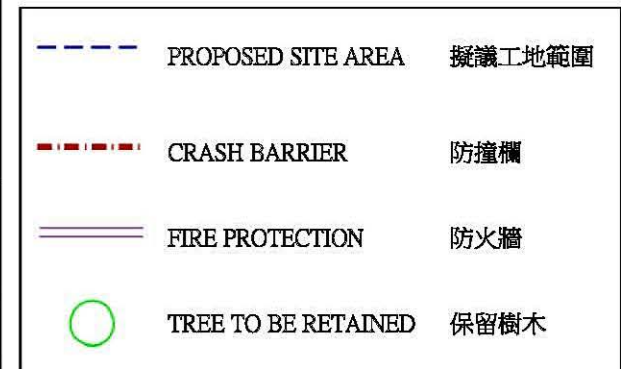 PROPOSED SITE AREA 擬議工地範圍
CRASH BARRIER 防撞欄
FIRE PROTECTION 防火牆
TREE TO BE RETAINED 保留樹木